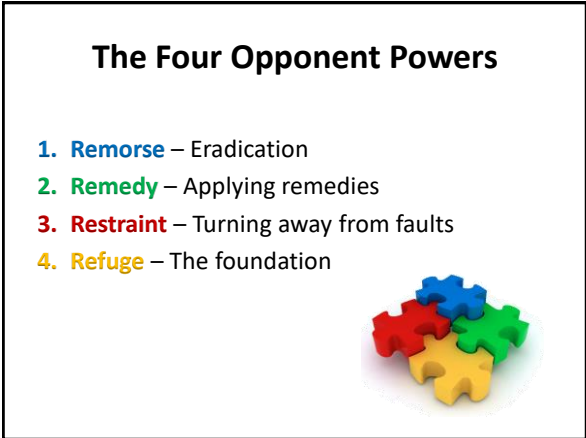 The Four Opponent Powers
1. Remorse – Eradication
2. Remedy – Applying remedies
3. Restraint – Turning away from faults
4. Refuge – The foundation